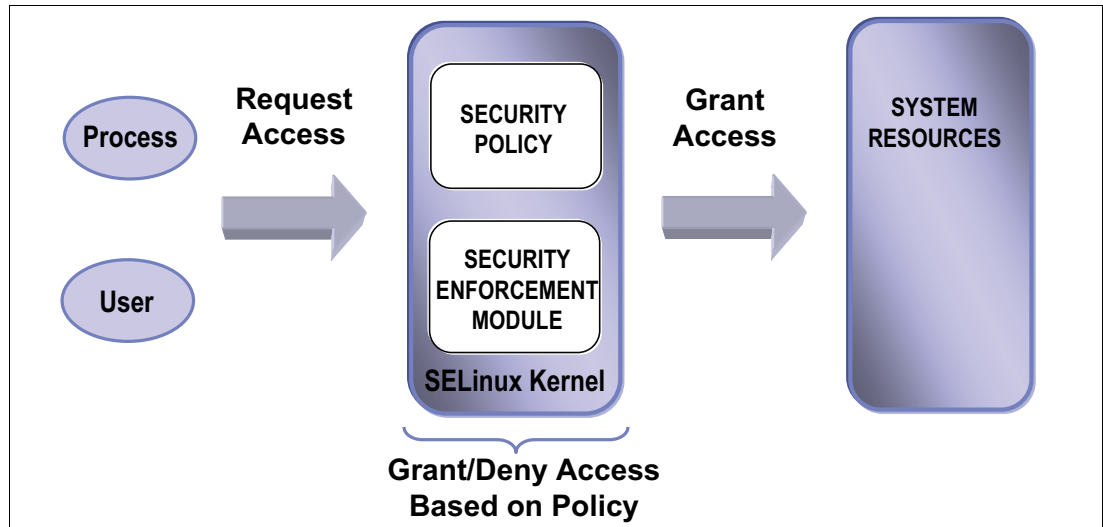 Process
User
Request
Access
SECURITY
POLICY
SECURITY
ENFORCEMENT
MODULE
SELinux Kernel
Grant/Deny Access
Based on Policy
Grant
Access
SYSTEM
RESOURCES